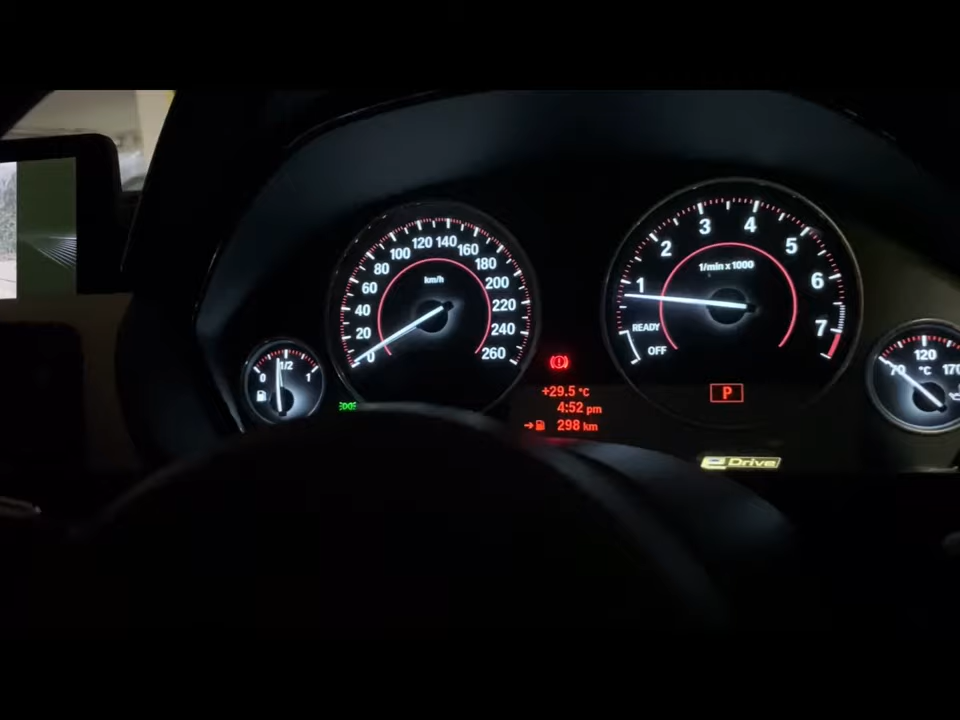 0 1/2 1
0 20 40 60 80 100 120 140 160 180 200 220 240 260
km/h
1 2 3 4 5 6 7
1/min x 1000
READY
OFF
70 120 170
°C
+29.5 °C
4:52 pm
298 km
P
eDrive